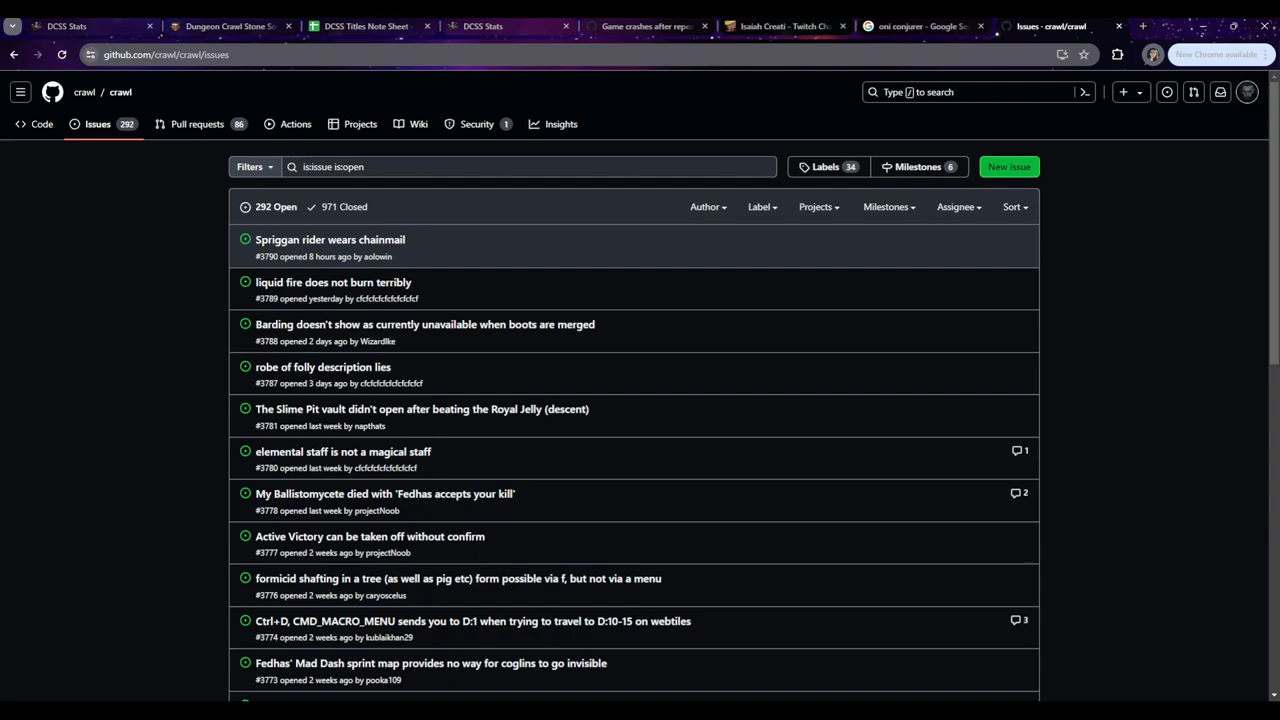 DCSS Stats
Dungeon Crawl Stone So
DCSS Titles Note Sheet -
DCSS Stats
Game crashes after repe
Isaiah Creati - Twitch Ch
oni conjurer - Google Se
Issues · crawl/crawl
github.com/crawl/crawl/issues
New Chrome available
crawl / crawl
Type / to search
Code
Issues 292
Pull requests 86
Actions
Projects
Wiki
Security 1
Insights
Filters
is:issue is:open
Labels 34
Milestones 6
New issue
292 Open
971 Closed
Author
Label
Projects
Milestones
Assignee
Sort
Spriggan rider wears chainmail
#3790 opened 8 hours ago by aolowin
liquid fire does not burn terribly
#3789 opened yesterday by cfcfcfcfcfcfcfcf
Barding doesn't show as currently unavailable when boots are merged
#3788 opened 2 days ago by WizardIke
robe of folly description lies
#3787 opened 3 days ago by cfcfcfcfcfcfcfcf
The Slime Pit vault didn't open after beating the Royal Jelly (descent)
#3781 opened last week by napthats
elemental staff is not a magical staff
1
#3780 opened last week by cfcfcfcfcfcfcfcf
My Ballistomycete died with 'Fedhas accepts your kill'
2
#3778 opened last week by projectNoob
Active Victory can be taken off without confirm
#3777 opened 2 weeks ago by projectNoob
formicid shafting in a tree (as well as pig etc) form possible via f, but not via a menu
#3776 opened 2 weeks ago by caryoscelus
Ctrl+D, CMD_MACRO_MENU sends you to D:1 when trying to travel to D:10-15 on webtiles
3
#3774 opened 2 weeks ago by kublaikhan29
Fedhas' Mad Dash sprint map provides no way for coglins to go invisible
#3773 opened 2 weeks ago by pooka109